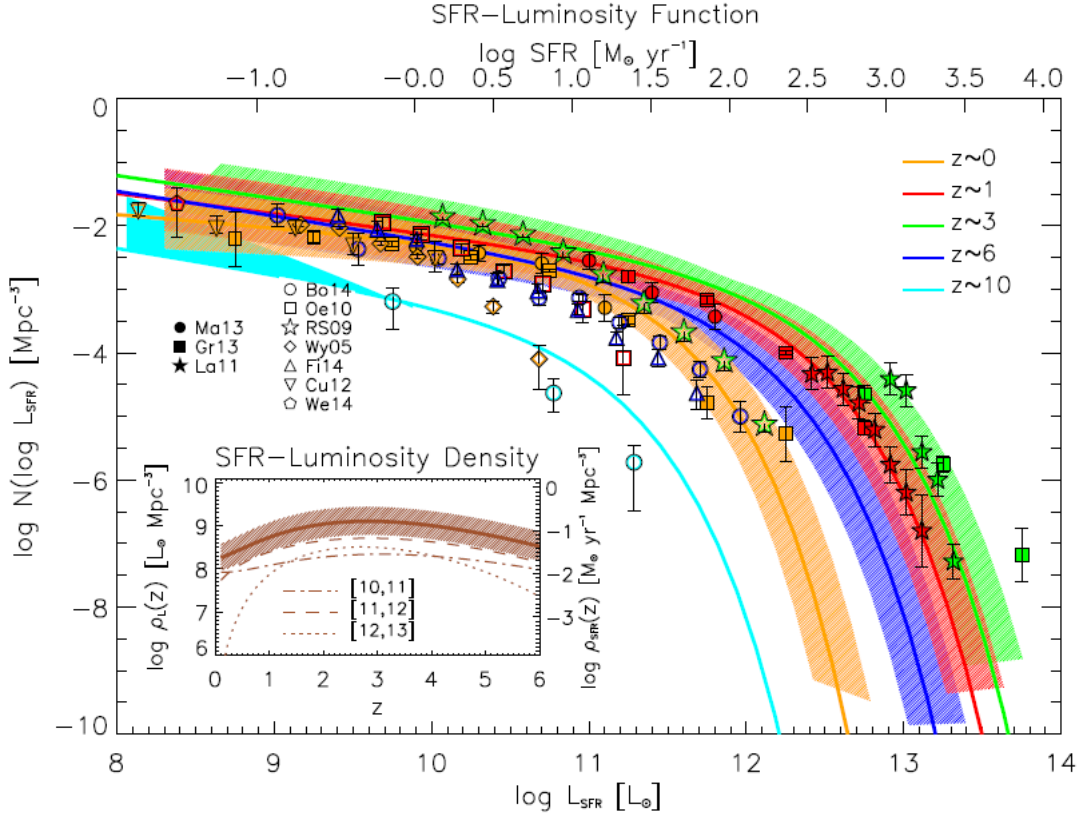 SFR−Luminosity Function
log SFR [M⊙ yr⁻¹]
−1.0 −0.0 0.5 1.0 1.5 2.0 2.5 3.0 3.5 4.0
0
−2
−4
−6
−8
−10
log N(log L_SFR) [Mpc⁻³]
z~0
z~1
z~3
z~6
z~10
Bo14
Oe10
RS09
Wy05
Fi14
Cu12
We14
Ma13
Gr13
La11
SFR−Luminosity Density
10
9
8
7
6
log ρ_L(z) [L⊙ Mpc⁻³]
0
−1
−2
−3
log ρ_SFR(z) [M⊙ yr⁻¹ Mpc⁻³]
[10,11]
[11,12]
[12,13]
0 1 2 3 4 5 6
z
8 9 10 11 12 13 14
log L_SFR [L⊙]